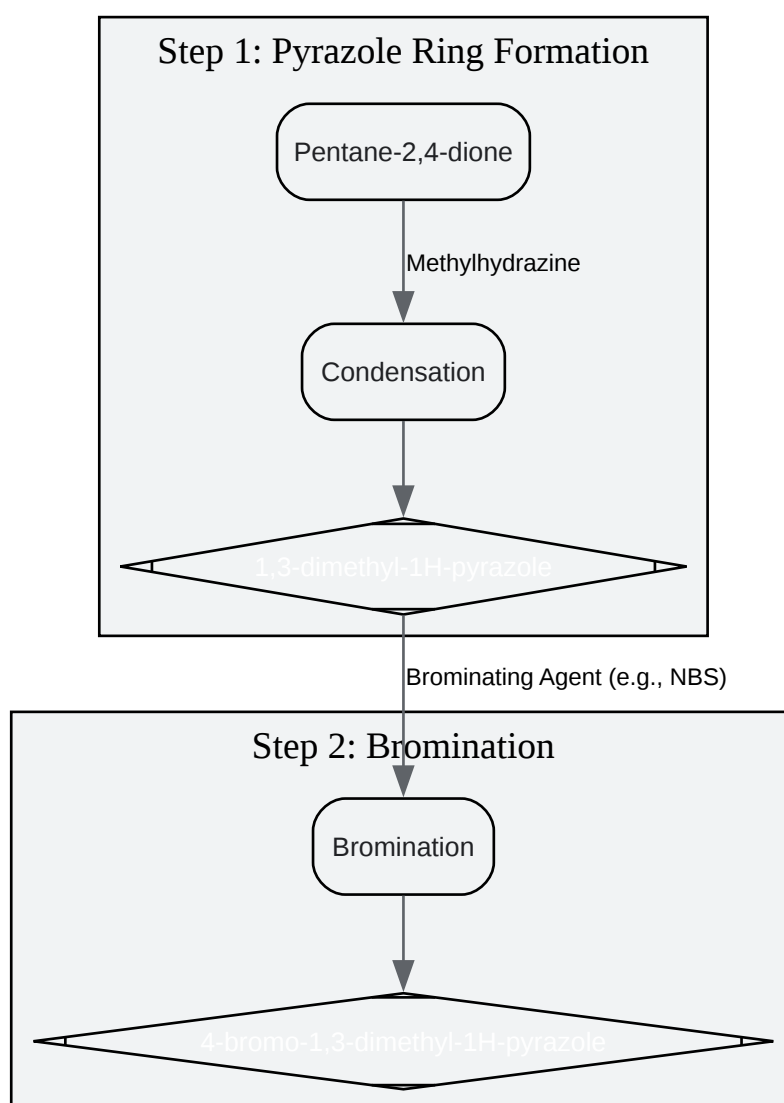 Step 1: Pyrazole Ring Formation
Pentane-2,4-dione
Methylhydrazine
Condensation
1,3-dimethyl-1H-pyrazole
Brominating Agent (e.g., NBS)
Step 2: Bromination
Bromination
4-bromo-1,3-dimethyl-1H-pyrazole